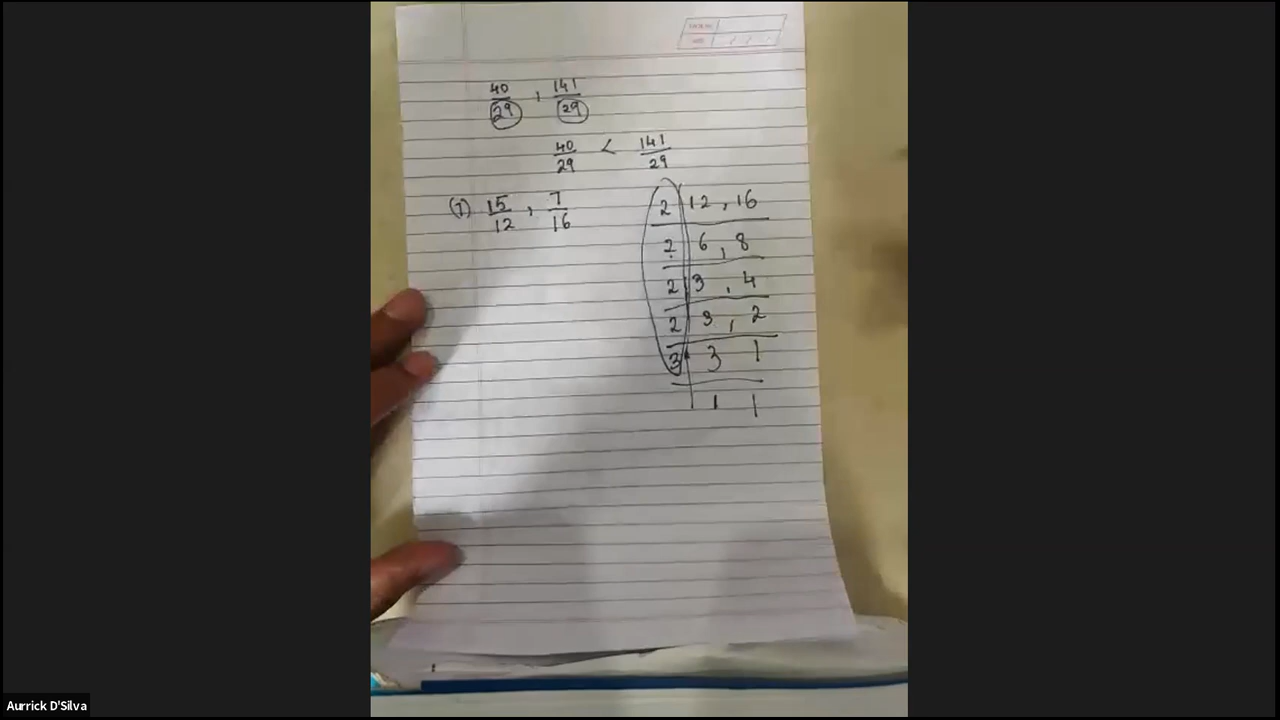 40/29 , 141/29
40/29 < 141/29
(7) 15/12 , 7/16
2 | 12 , 16
2 | 6 , 8
2 | 3 , 4
2 | 3 , 2
3 | 3 1
1 1
Aurrick D'Silva